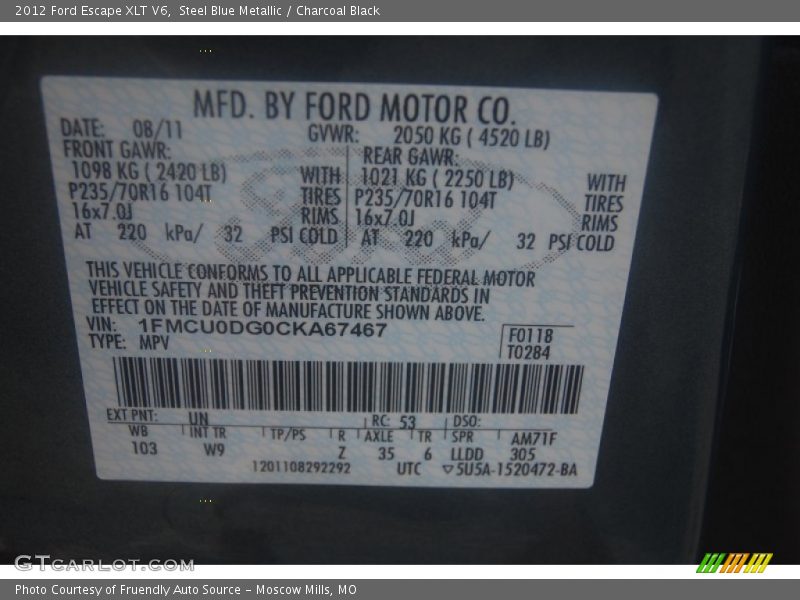 2012 Ford Escape XLT V6,  Steel Blue Metallic / Charcoal Black
MFD. BY FORD MOTOR CO.
DATE: 08/11 GVWR: 2050 KG ( 4520 LB)
FRONT GAWR: REAR GAWR:
1098 KG ( 2420 LB) WITH 1021 KG ( 2250 LB) WITH
P235/70R16 104T TIRES P235/70R16 104T TIRES
16x7.0J RIMS 16x7.0J RIMS
AT 220 kPa/ 32 PSI COLD AT 220 kPa/ 32 PSI COLD
THIS VEHICLE CONFORMS TO ALL APPLICABLE FEDERAL MOTOR
VEHICLE SAFETY AND THEFT PREVENTION STANDARDS IN
EFFECT ON THE DATE OF MANUFACTURE SHOWN ABOVE.
VIN: 1FMCU0DG0CKA67467 F0118
TYPE: MPV T0284
EXT PNT: UN RC: 53 DSO:
WB INT TR TP/PS R AXLE TR SPR AM71F
103 W9 Z 35 6 LLDD 305
1201108292292 UTC ▽5U5A-1520472-BA
GTcarlot.com
Photo Courtesy of Fruendly Auto Source - Moscow Mills, MO